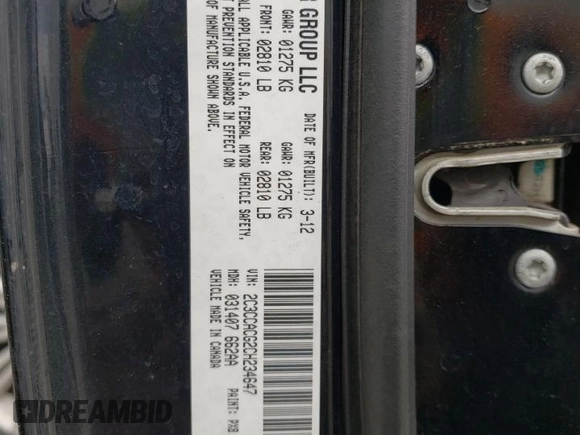 G GROUP LLC
DATE OF MFR(BUILT): 3-12
GAWR: 01275 KG GAWR: 01275 KG
FRONT: 02810 LB REAR: 02810 LB
ALL APPLICABLE U.S.A. FEDERAL MOTOR VEHICLE SAFETY,
PREVENTION STANDARDS IN EFFECT ON
OF MANUFACTURE SHOWN ABOVE.
VIN: 2C3CCACG2CH234647
MDH: 031407 662AA PAINT: PXB
VEHICLE MADE IN CANADA
DREAMBID